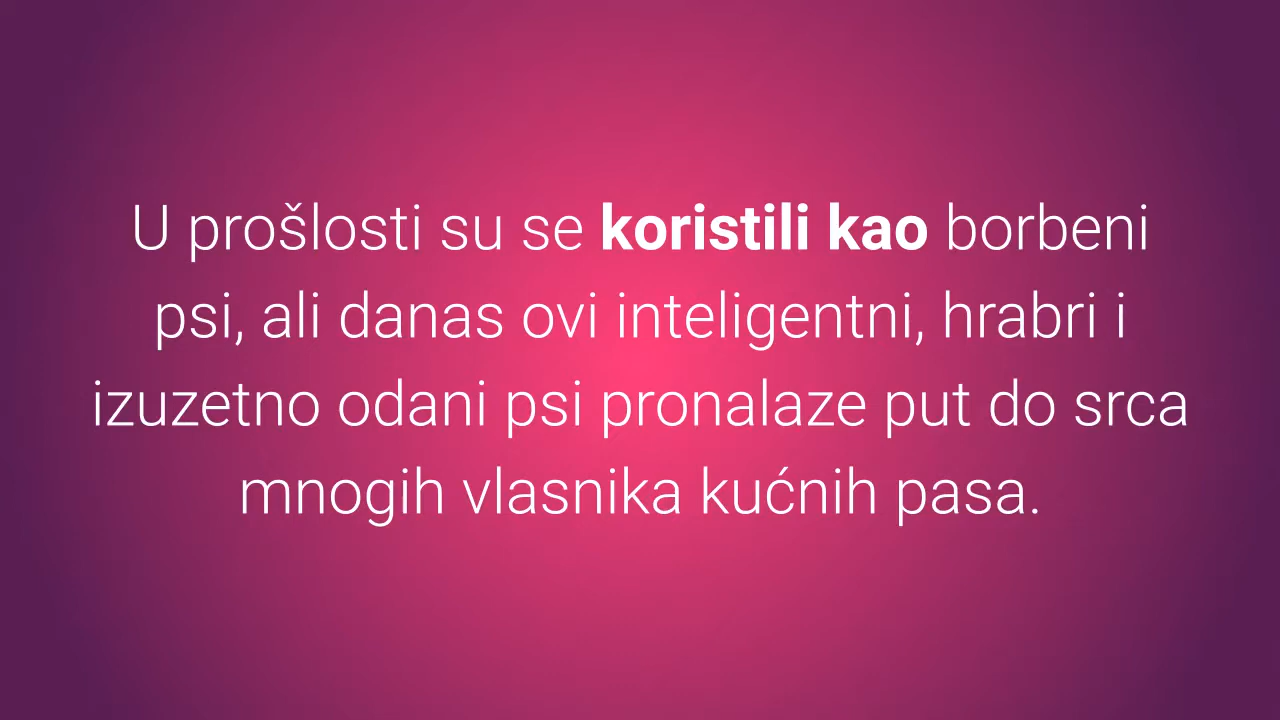 U prošlosti su se koristili kao borbeni
psi, ali danas ovi inteligentni, hrabri i
izuzetno odani psi pronalaze put do srca
mnogih vlasnika kućnih pasa.